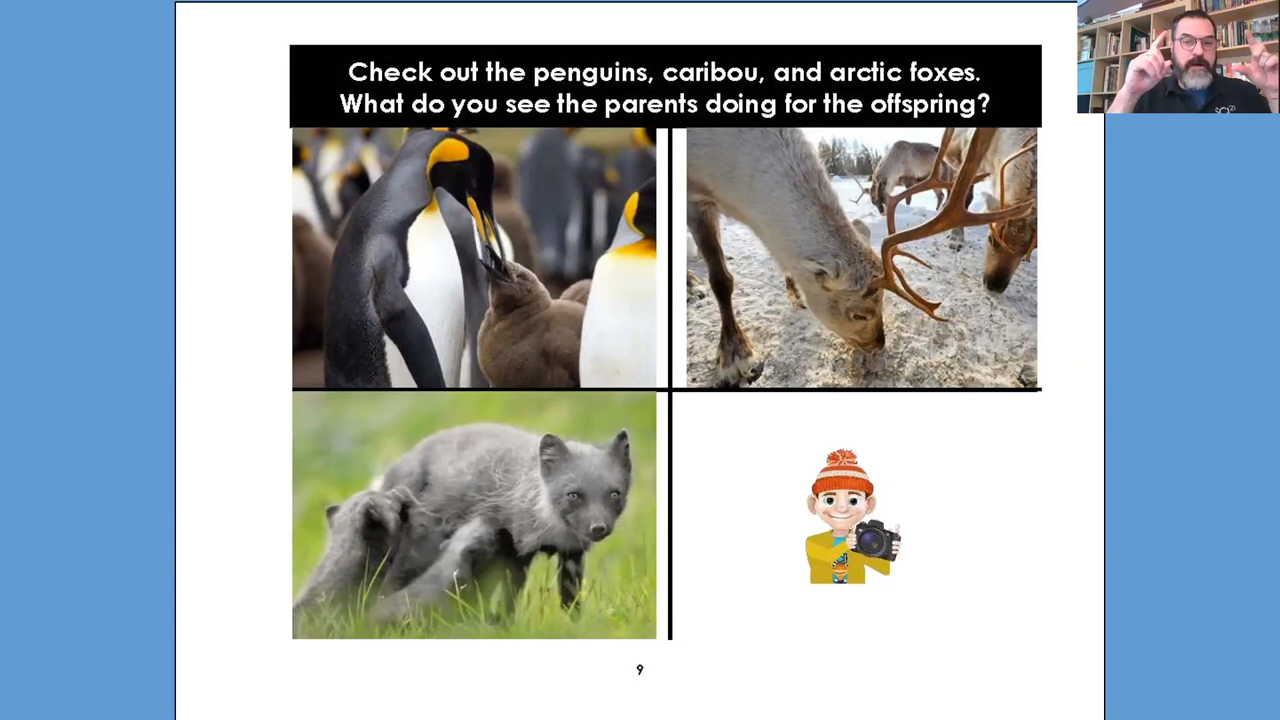 Check out the penguins, caribou, and arctic foxes.
What do you see the parents doing for the offspring?
9